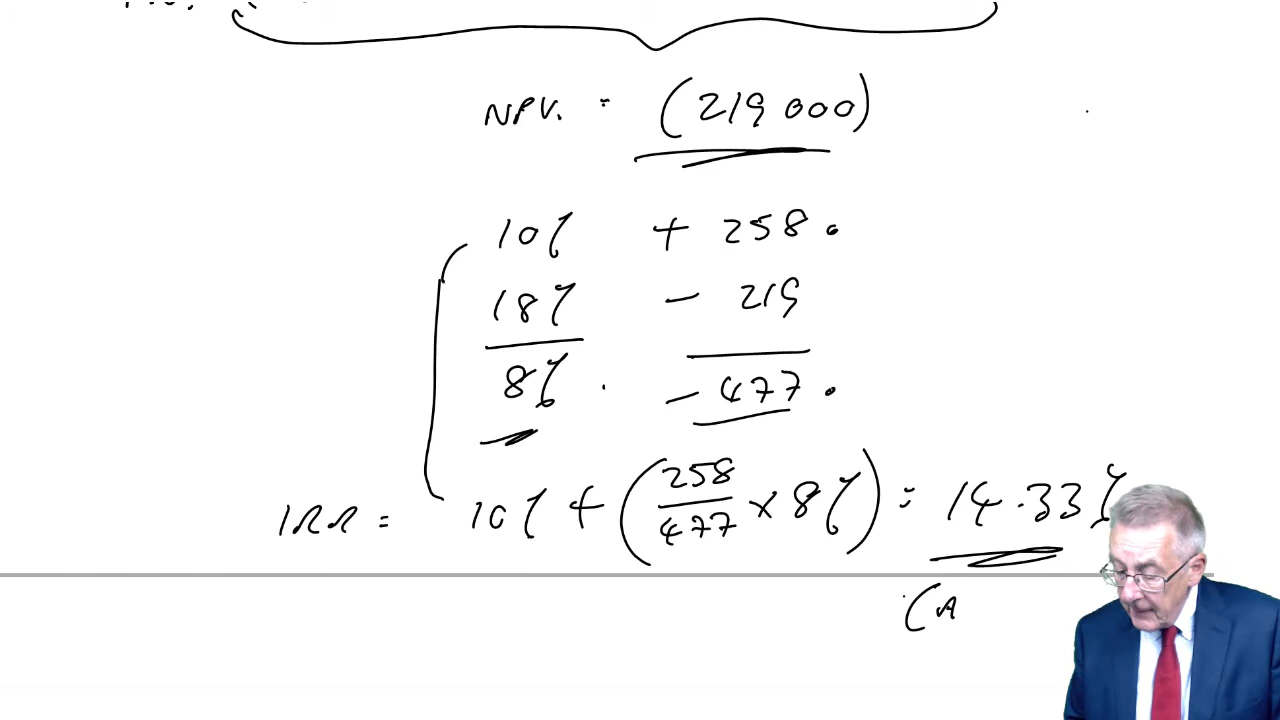 NPV. = (219 000)
10% + 258.
18% - 219
8% . - 477.
IRR = 10% + (258/477 × 8%) = 14.33%
(A